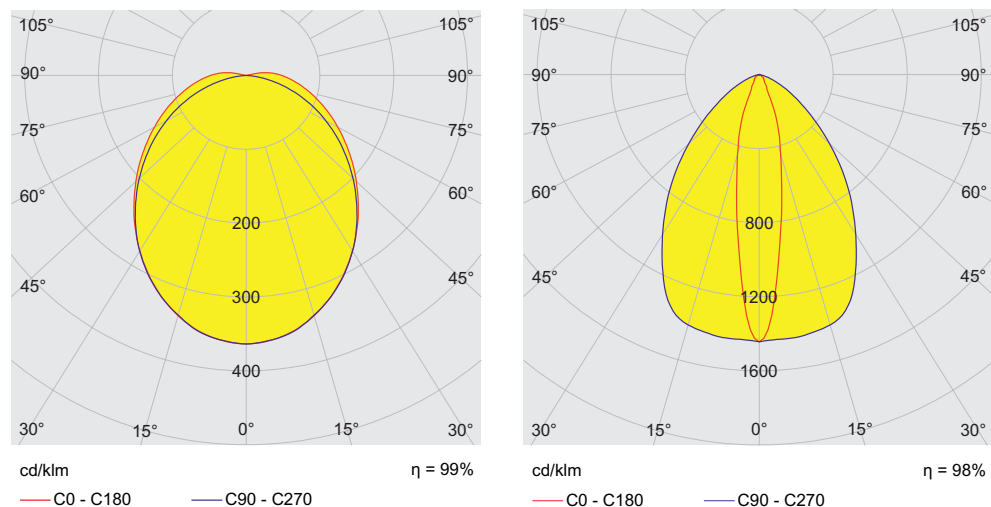 105° 105°
90° 90°
75° 75°
60° 60°
200
45° 45°
300
400
30° 15° 0° 15° 30°
cd/klm η = 99%
C0 - C180 C90 - C270
105° 105°
90° 90°
75° 75°
60° 60°
800
45° 45°
1200
1600
30° 15° 0° 15° 30°
cd/klm η = 98%
C0 - C180 C90 - C270